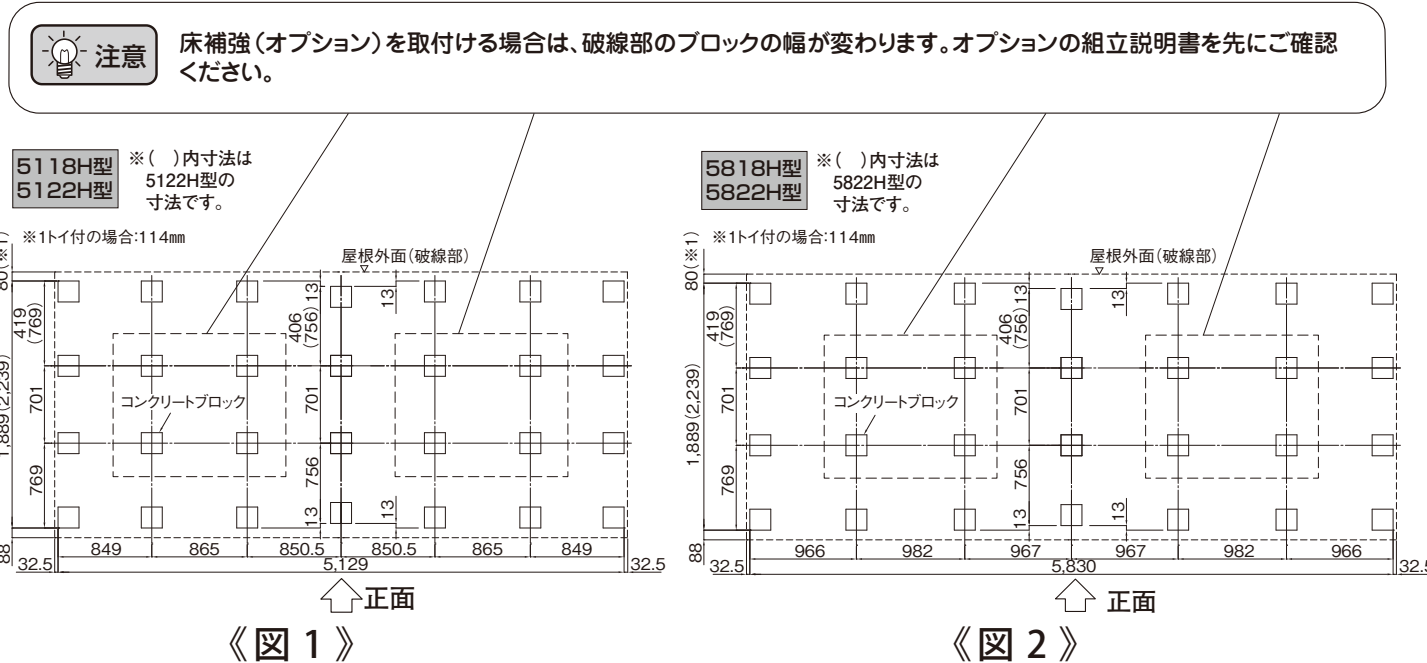 注意
床補強（オプション）を取付ける場合は、破線部のブロックの幅が変わります。オプションの組立説明書を先にご確認
ください。
5118H型
5122H型
※（　）内寸法は
5122H型の
寸法です。
※1トイ付の場合:114㎜
屋根外面（破線部）
80(※1)
419
(769)
1,889(2,239)
701
769
88
13
406
(756)
701
756
13
13
13
コンクリートブロック
849
865
850.5
850.5
865
849
32.5
5,129
32.5
正面
《図1》
5818H型
5822H型
※（　）内寸法は
5822H型の
寸法です。
※1トイ付の場合:114㎜
屋根外面（破線部）
80(※1)
419
(769)
1,889(2,239)
701
769
88
13
406
(756)
701
756
13
13
13
コンクリートブロック
966
982
967
967
982
966
32.5
5,830
32.5
正面
《図2》